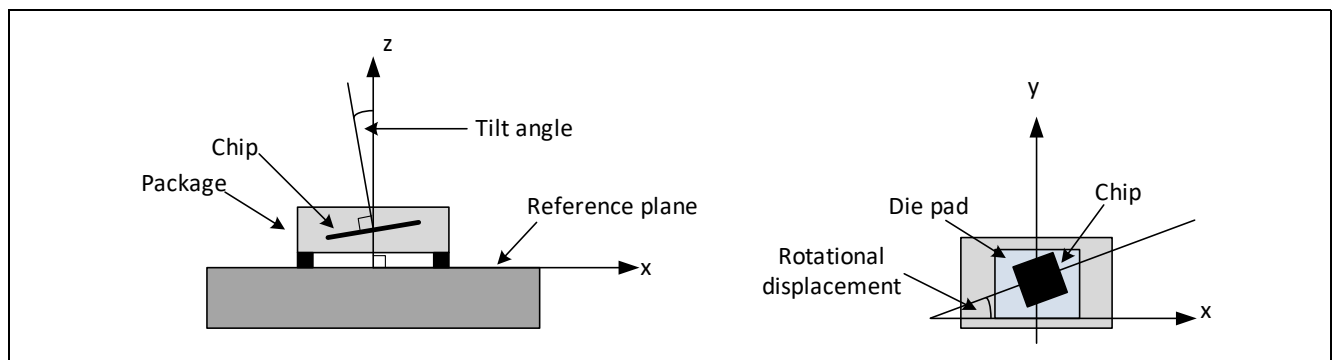 z
Tilt angle
Chip
Package
Reference plane
x
y
Chip
Die pad
Rotational
displacement
x